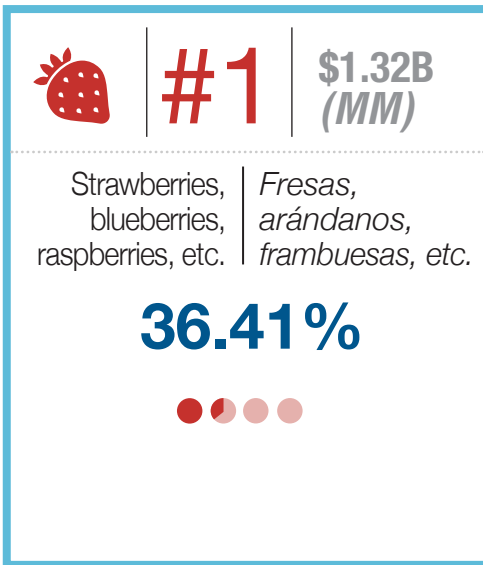 #1
$1.32B
(MM)
Strawberries,
blueberries,
raspberries, etc.
Fresas,
arándanos,
frambuesas, etc.
36.41%